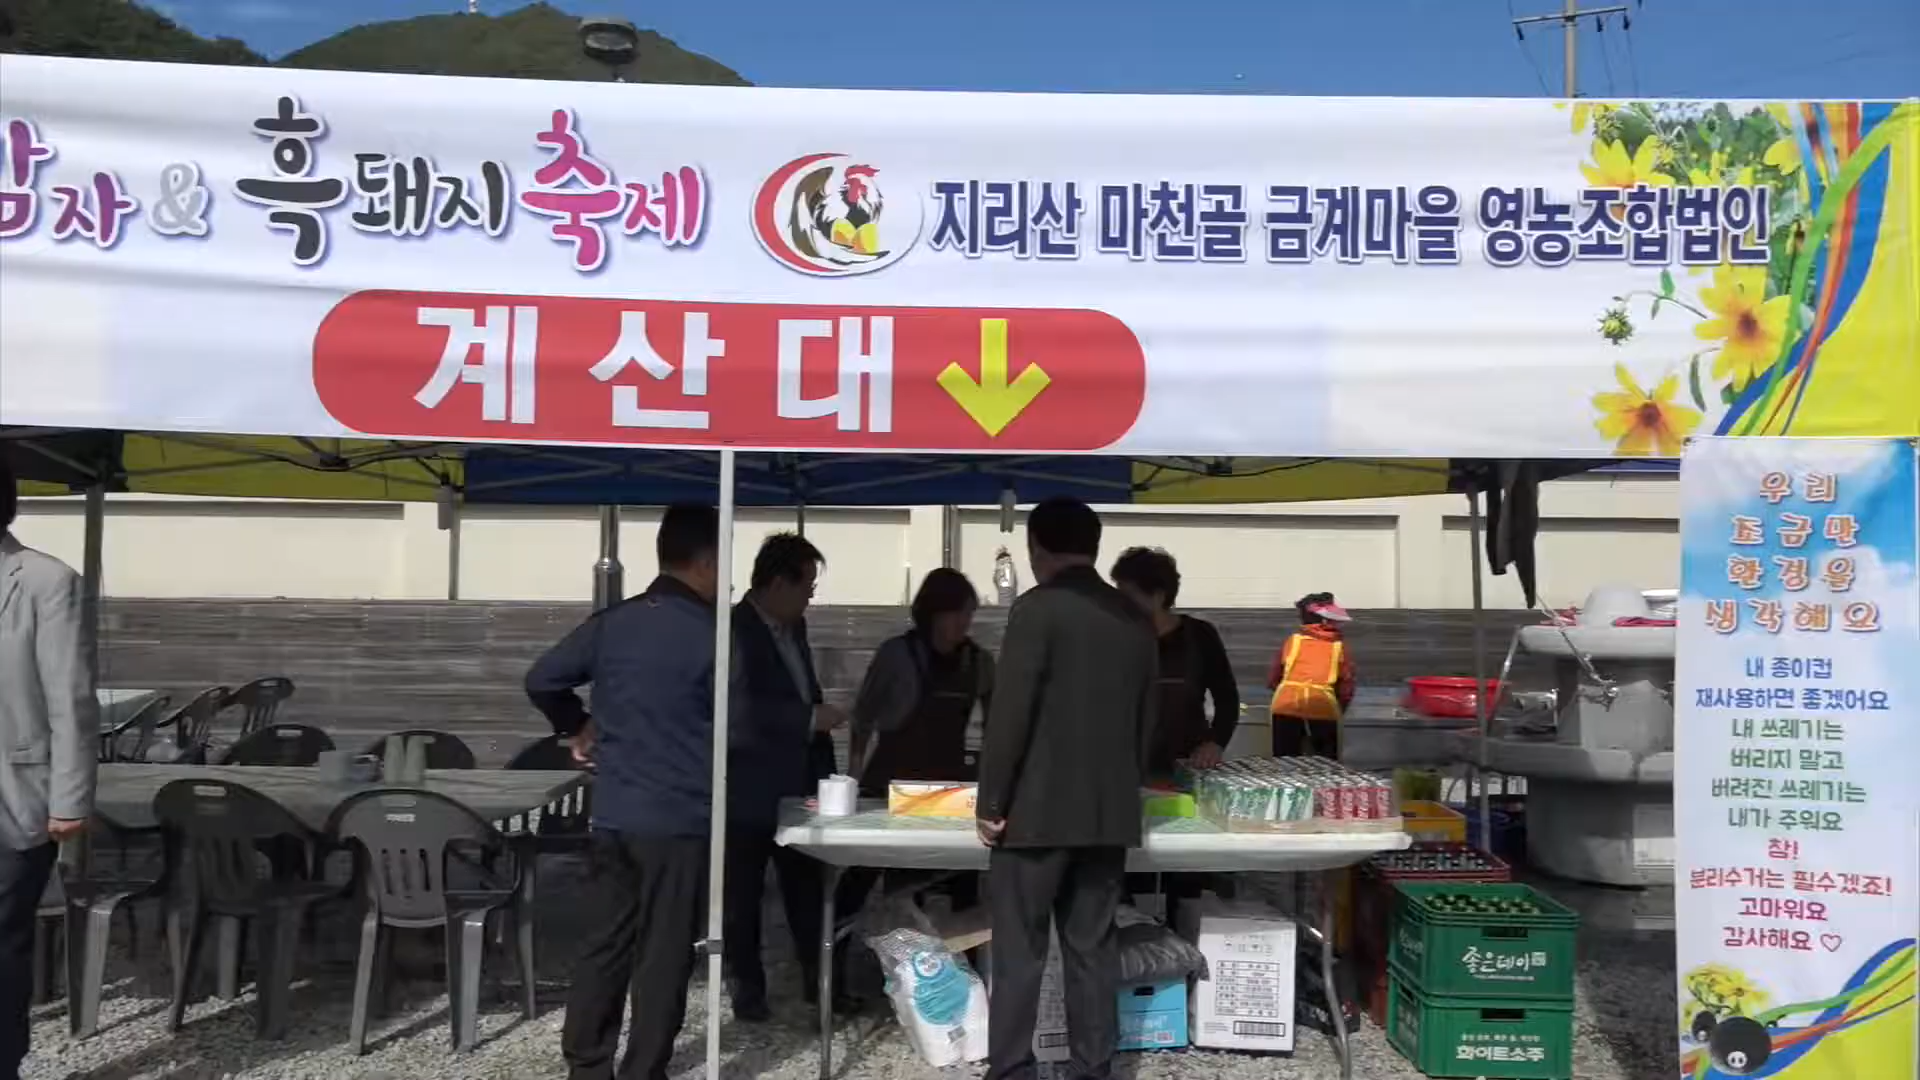 감자 & 흑돼지 축제 지리산 마천골 금계마을 영농조합법인
계산대
우리
쬬금만
환경을
생각해요
내 종이컵
재사용하면 좋겠어요
내 쓰레기는
버리지 말고
버려진 쓰레기는
내가 주워요
참!
분리수거는 필수겠죠!
고마워요
감사해요 ♡
좋은데이
화이트소주